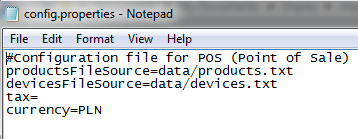 config.properties - Notepad
File Edit Format View Help
#Configuration file for POS (Point of Sale)
productsFileSource=data/products.txt
devicesFileSource=data/devices.txt
tax=
currency=PLN